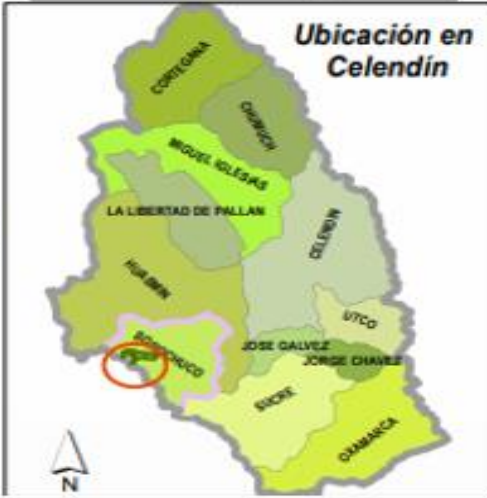 Ubicación en
Celendín
CORTEGANA
CHUMUCH
MIGUEL IGLESIAS
LA LIBERTAD DE PALLAN
CELENDIN
HUASMIN
UTCO
SOROCHUCO
JOSE GALVEZ
JORGE CHAVEZ
SUCRE
OXAMARCA
N